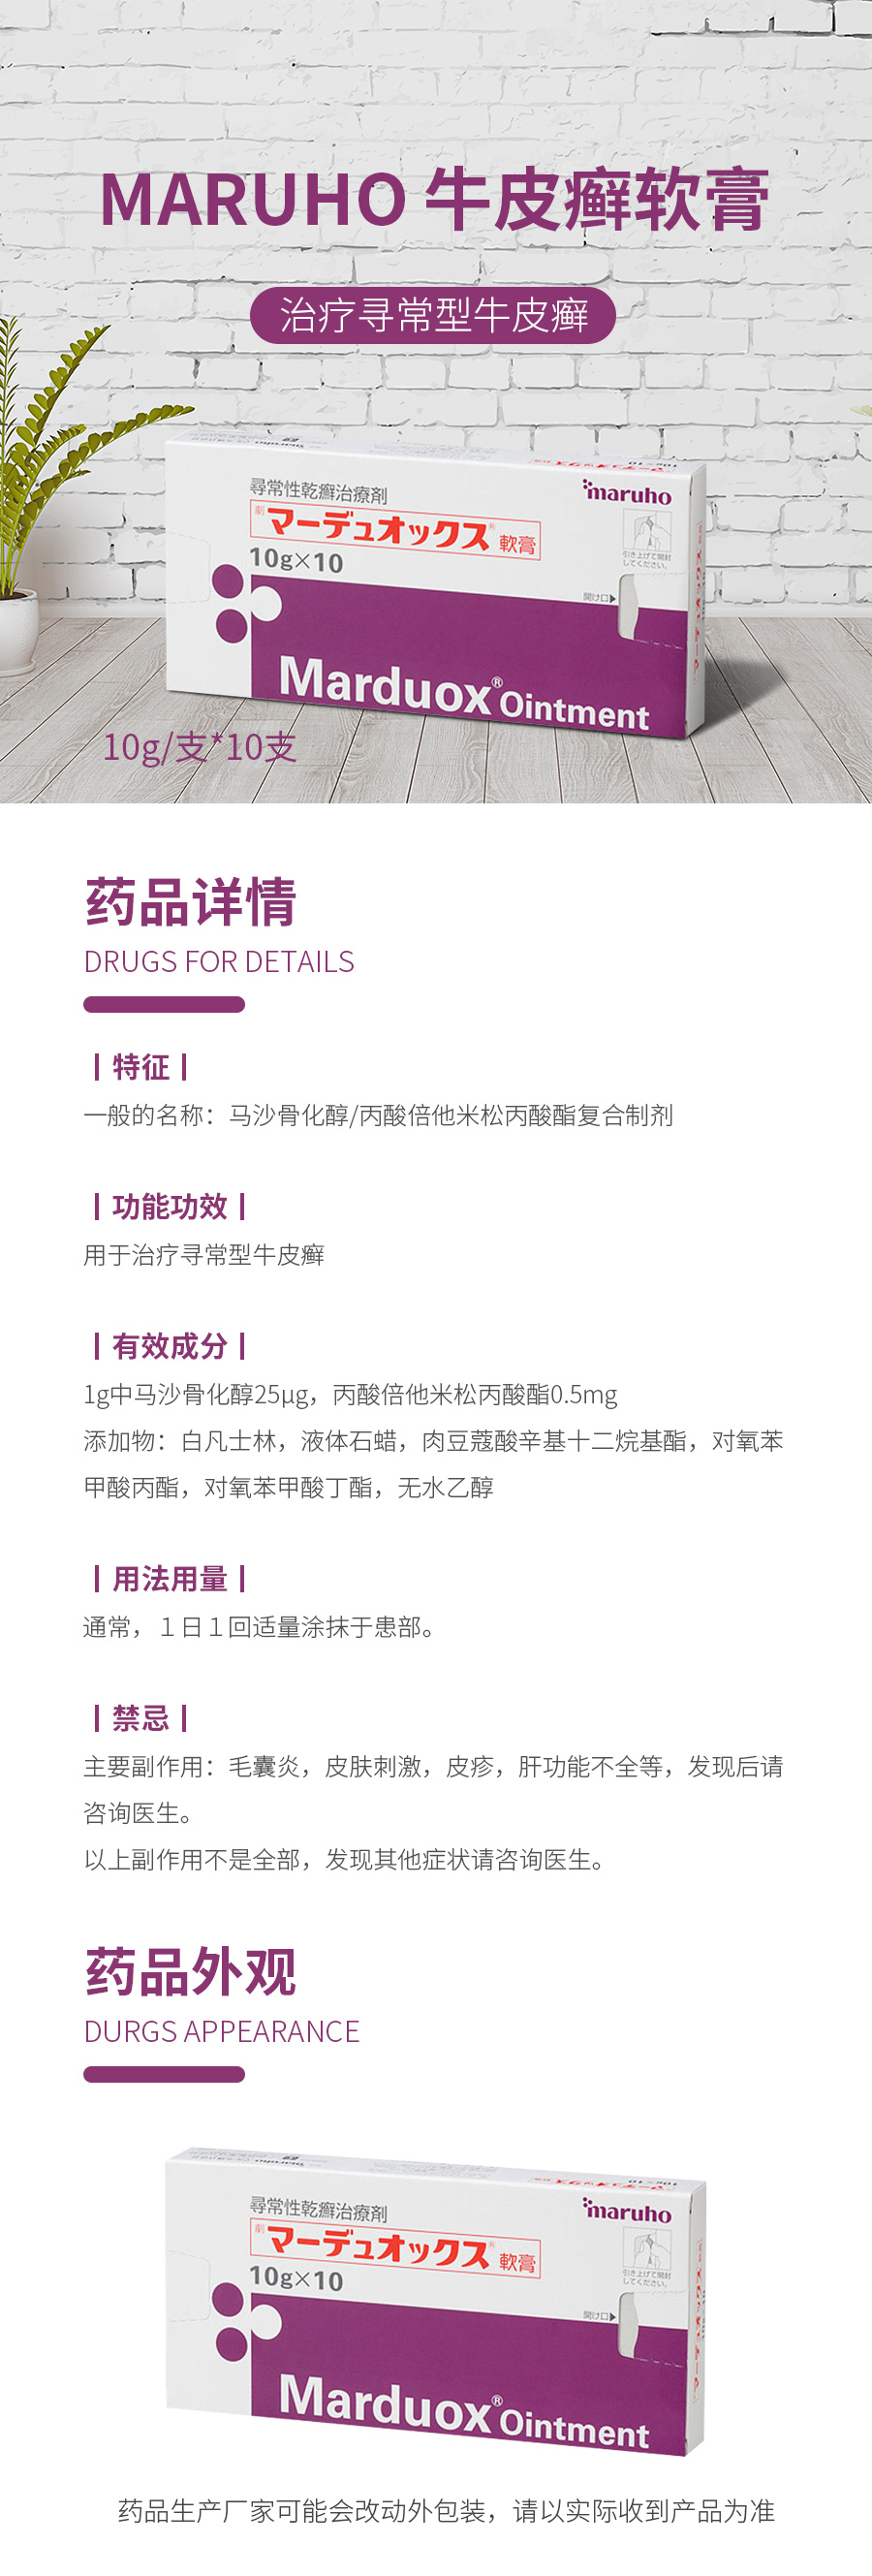 MARUHO 牛皮癣软膏
治疗寻常型牛皮癣
尋常性乾癬治療剤
maruho
劇 マーデュオックス® 軟膏
10g×10
引き上げて開封
してください。
開け口▶
Marduox® Ointment
10g/支*10支
药品详情
DRUGS FOR DETAILS
| 特征 |
一般的名称：马沙骨化醇/丙酸倍他米松丙酸酯复合制剂
| 功能功效 |
用于治疗寻常型牛皮癣
| 有效成分 |
1g中马沙骨化醇25μg，丙酸倍他米松丙酸酯0.5mg
添加物：白凡士林，液体石蜡，肉豆蔻酸辛基十二烷基酯，对氧苯
甲酸丙酯，对氧苯甲酸丁酯，无水乙醇
| 用法用量 |
通常，１日１回适量涂抹于患部。
| 禁忌 |
主要副作用：毛囊炎，皮肤刺激，皮疹，肝功能不全等，发现后请
咨询医生。
以上副作用不是全部，发现其他症状请咨询医生。
药品外观
DURGS APPEARANCE
尋常性乾癬治療剤
maruho
劇 マーデュオックス® 軟膏
10g×10
引き上げて開封
してください。
開け口▶
Marduox® Ointment
药品生产厂家可能会改动外包装，请以实际收到产品为准